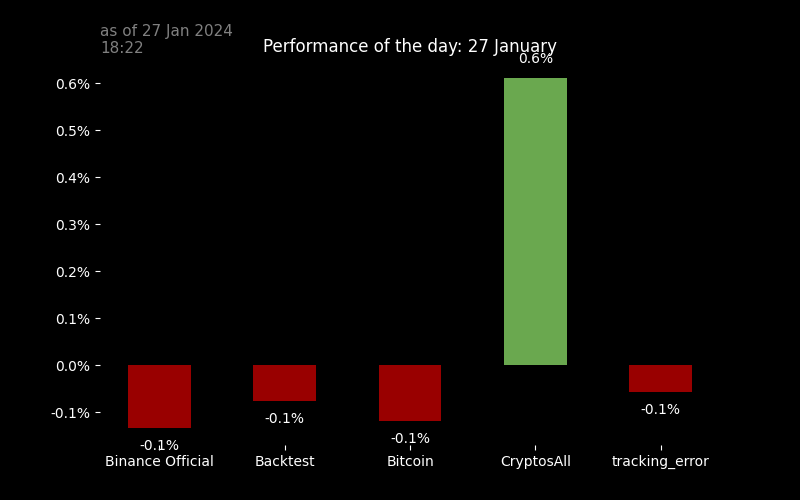 as of 27 Jan 2024
18:22
Performance of the day: 27 January
0.6%
0.6%
0.5%
0.4%
0.3%
0.2%
0.1%
0.0%
-0.1%
-0.1%
-0.1%
-0.1%
-0.1%
Binance Official
Backtest
Bitcoin
CryptosAll
tracking_error